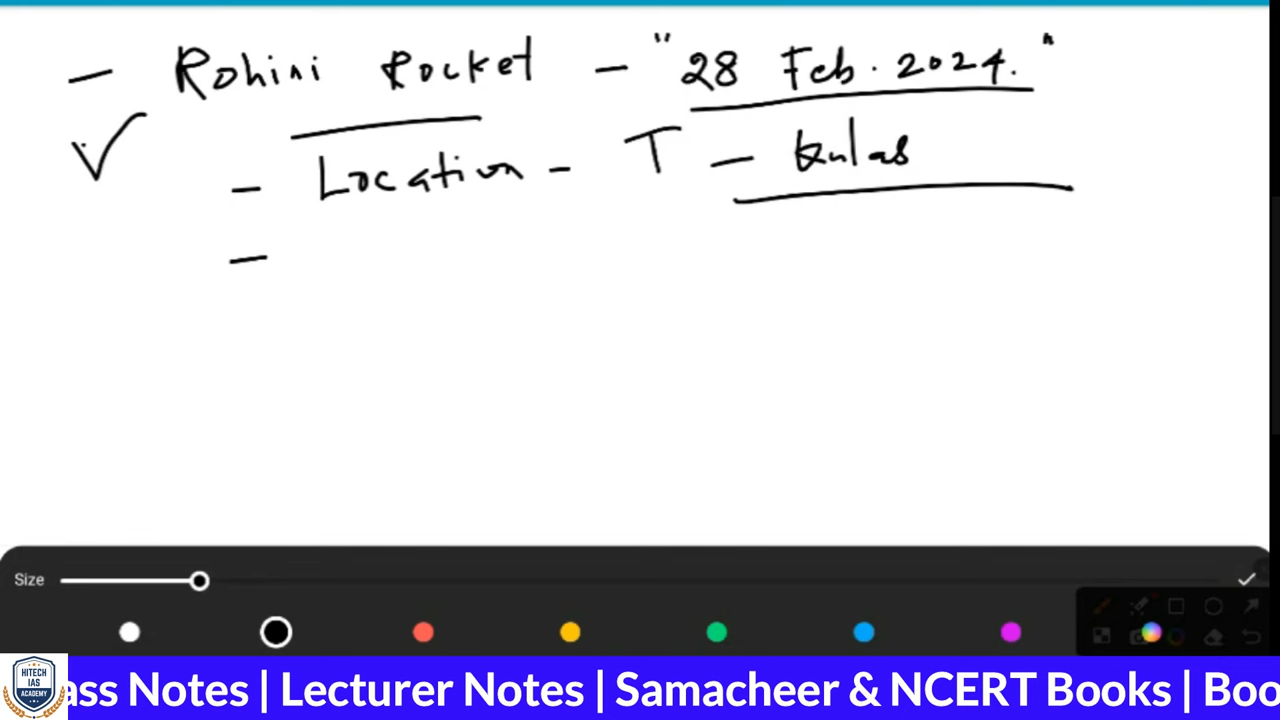 - Rohini Rocket - "28 Feb. 2024."
- Location - T - Kulas
-
Size
HITECH
IAS
ACADEMY
ass Notes | Lecturer Notes | Samacheer & NCERT Books | Boo